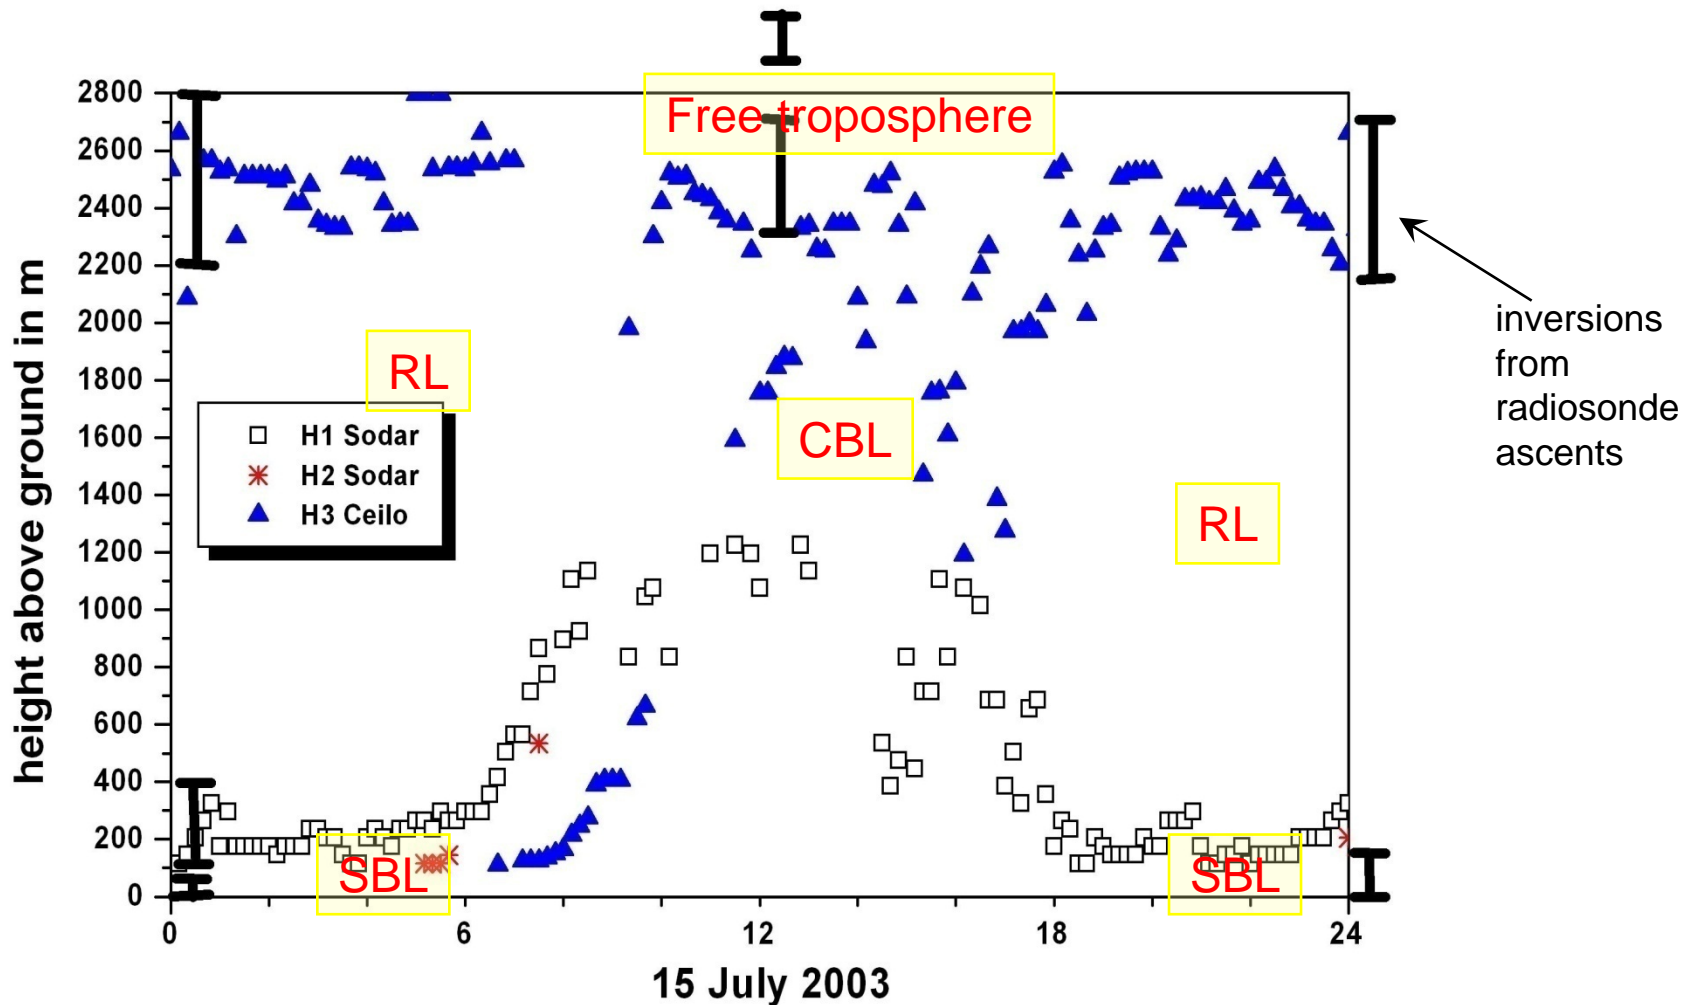 Free troposphere
2800
2600
2400
2200
2000
1800
1600
1400
1200
1000
800
600
400
200
0
height above ground in m
RL
H1 Sodar
H2 Sodar
H3 Ceilo
CBL
RL
SBL
SBL
inversions
from
radiosonde
ascents
0 6 12 18 24
15 July 2003